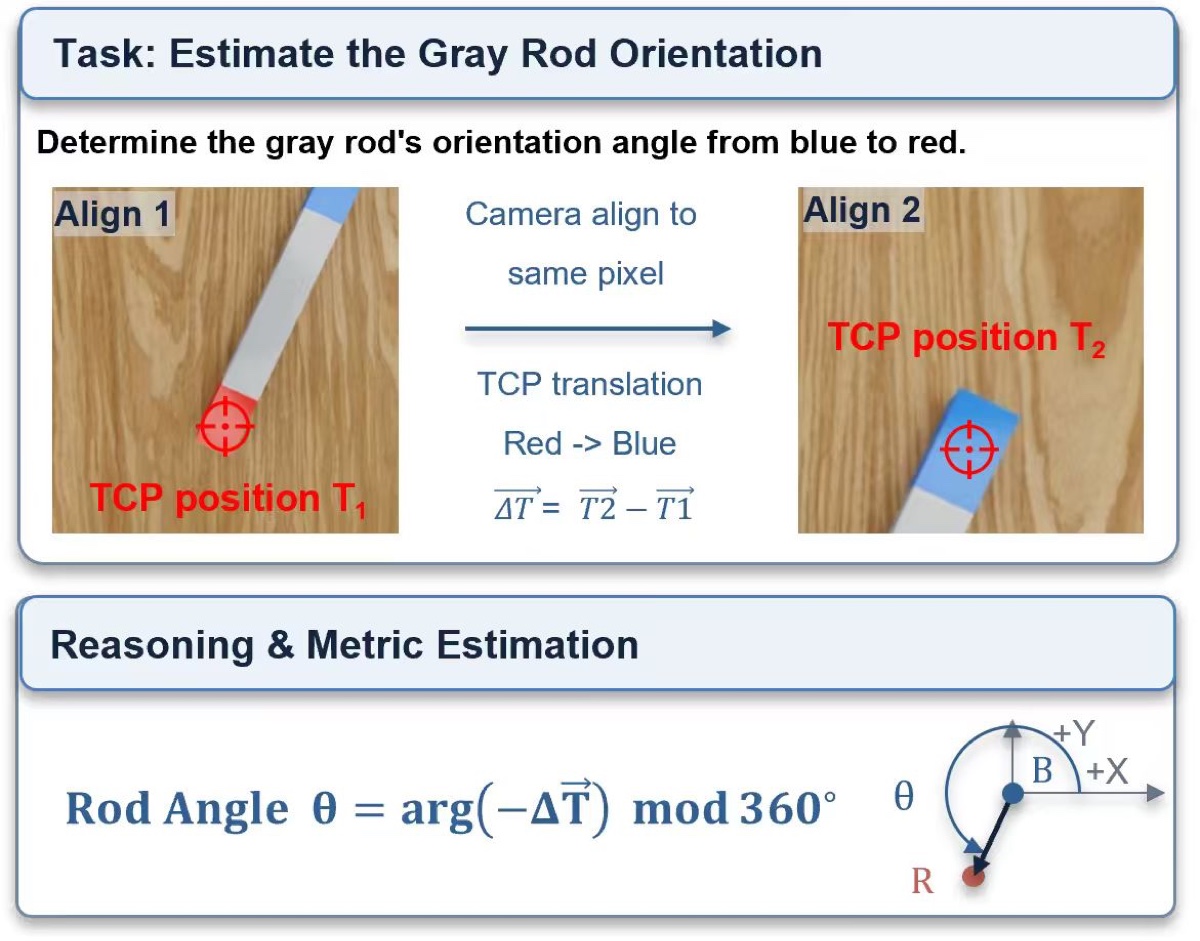 Task: Estimate the Gray Rod Orientation
Determine the gray rod's orientation angle from blue to red.
Align 1
TCP position T₁
Camera align to
same pixel
TCP translation
Red -> Blue
ΔT⃗ = T2⃗ − T1⃗
Align 2
TCP position T₂
Reasoning & Metric Estimation
Rod Angle θ = arg(−ΔT⃗) mod 360°
θ
+Y
B
+X
R